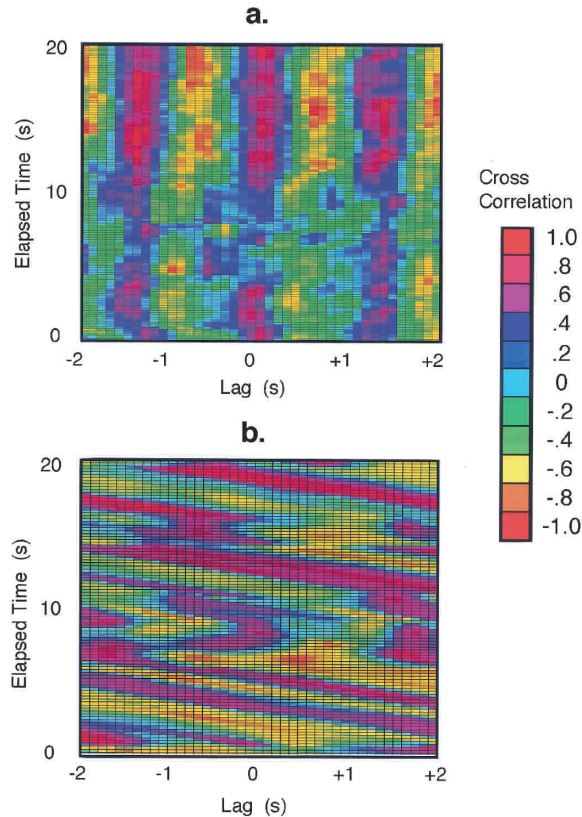 a.
20
10
0
Elapsed Time (s)
-2 -1 0 +1 +2
Lag (s)
b.
20
10
0
Elapsed Time (s)
-2 -1 0 +1 +2
Lag (s)
Cross
Correlation
1.0
.8
.6
.4
.2
0
-.2
-.4
-.6
-.8
-1.0